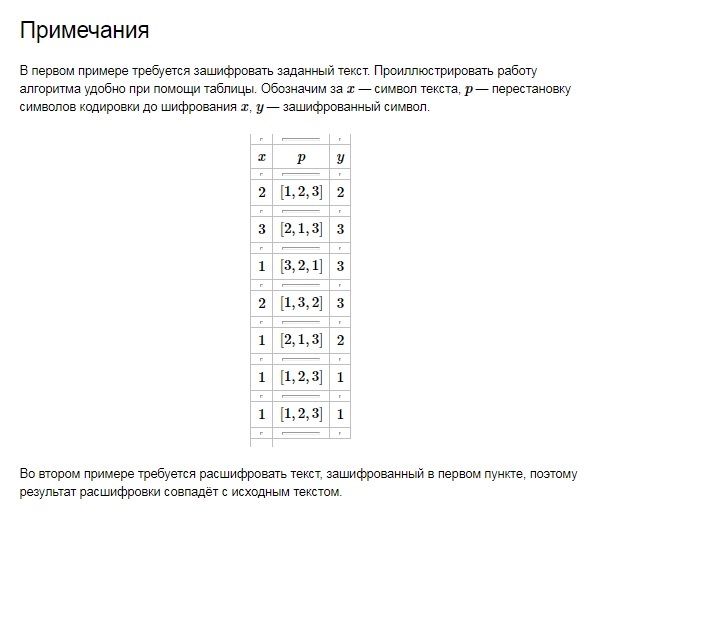 Примечания
В первом примере требуется зашифровать заданный текст. Проиллюстрировать работу
алгоритма удобно при помощи таблицы. Обозначим за x — символ текста, p — перестановку
символов кодировки до шифрования x, y — зашифрованный символ.
x p y
2 [1, 2, 3] 2
3 [2, 1, 3] 3
1 [3, 2, 1] 3
2 [1, 3, 2] 3
1 [2, 1, 3] 2
1 [1, 2, 3] 1
1 [1, 2, 3] 1
Во втором примере требуется расшифровать текст, зашифрованный в первом пункте, поэтому
результат расшифровки совпадёт с исходным текстом.